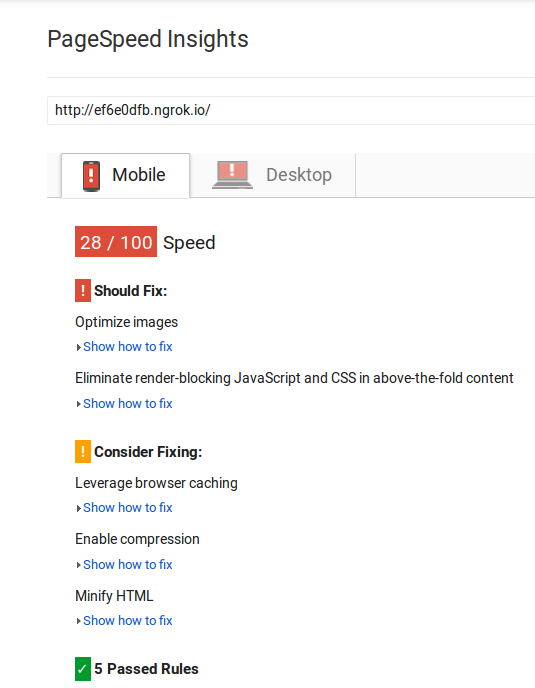 PageSpeed Insights
http://ef6e0dfb.ngrok.io/
Mobile
Desktop
28 / 100 Speed
! Should Fix:
Optimize images
Show how to fix
Eliminate render-blocking JavaScript and CSS in above-the-fold content
Show how to fix
! Consider Fixing:
Leverage browser caching
Show how to fix
Enable compression
Show how to fix
Minify HTML
Show how to fix
✓ 5 Passed Rules